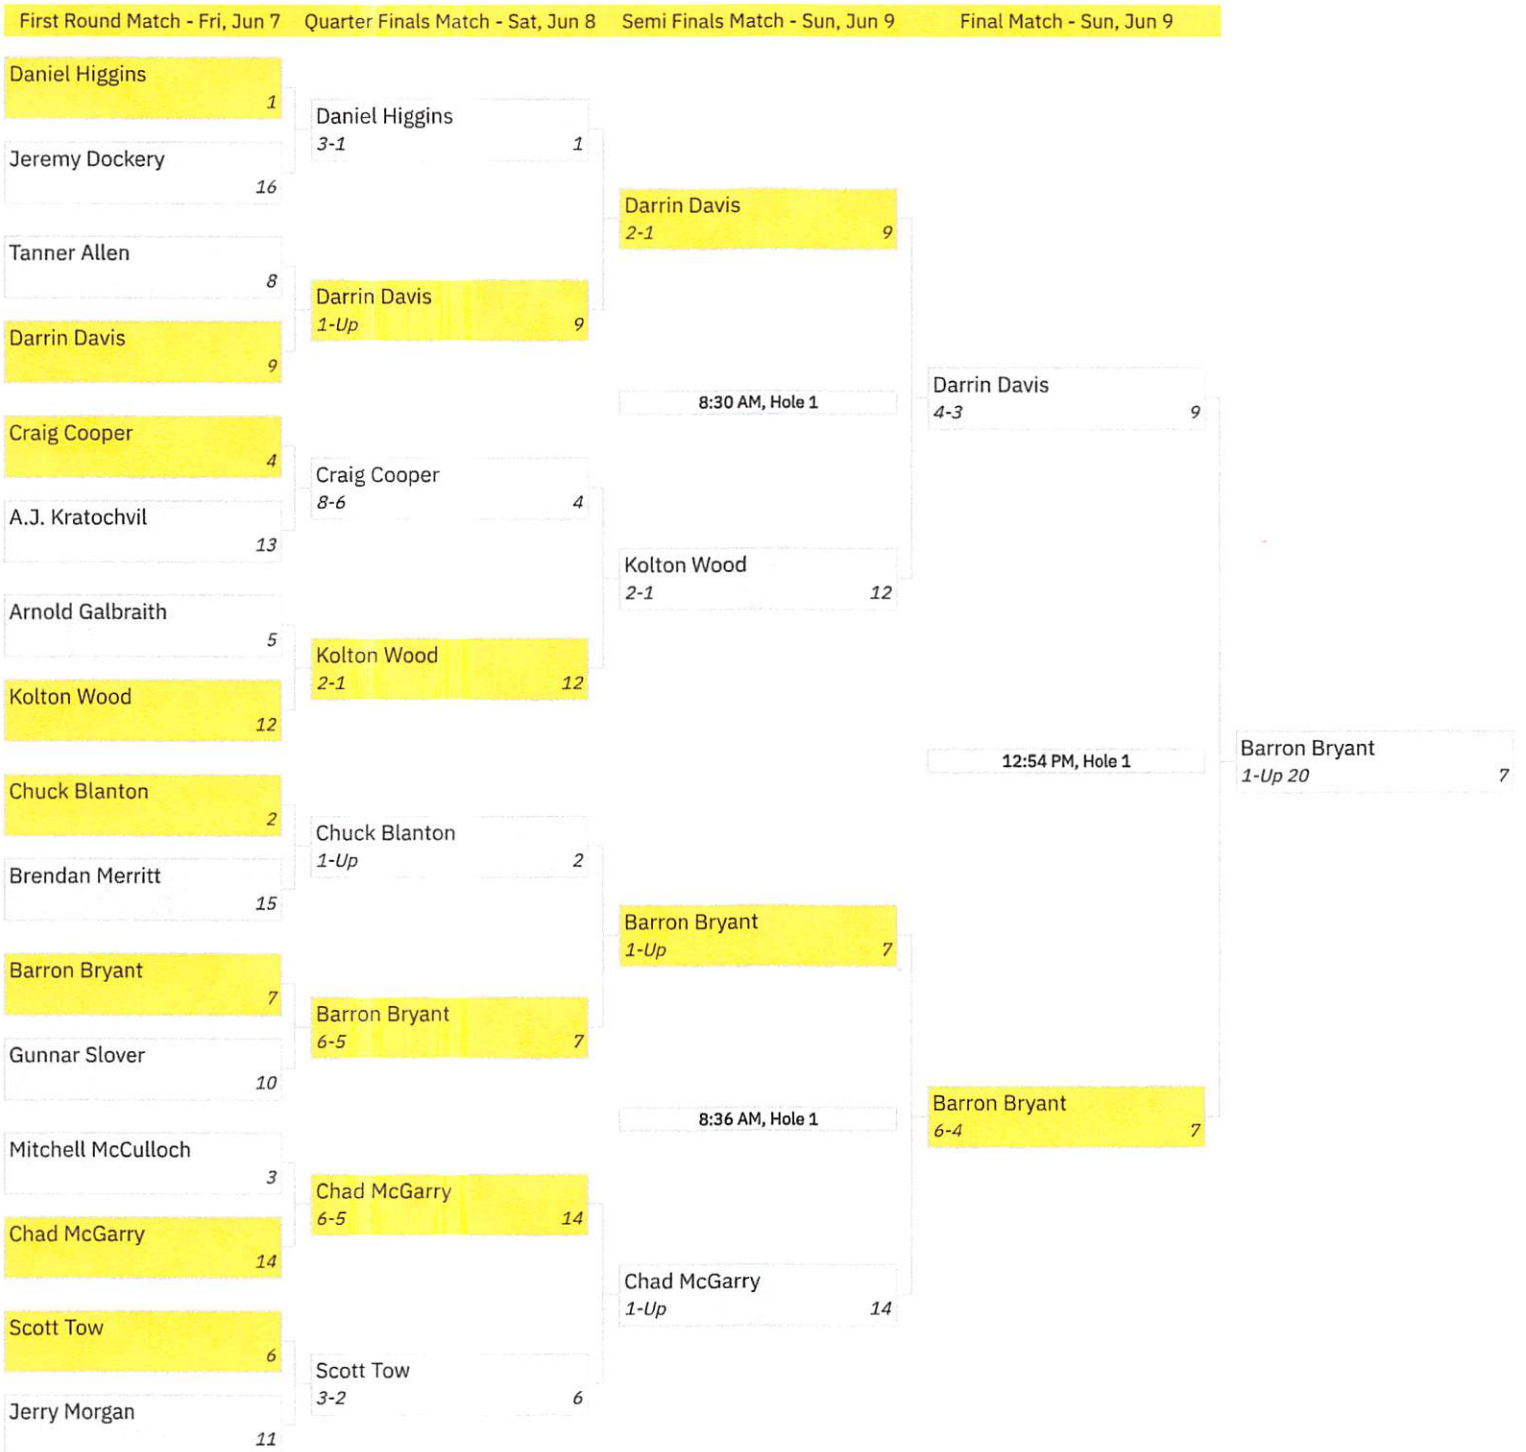 First Round Match - Fri, Jun 7
Quarter Finals Match - Sat, Jun 8
Semi Finals Match - Sun, Jun 9
Final Match - Sun, Jun 9
Daniel Higgins
1
Jeremy Dockery
16
Tanner Allen
8
Darrin Davis
9
Craig Cooper
4
A.J. Kratochvil
13
Arnold Galbraith
5
Kolton Wood
12
Chuck Blanton
2
Brendan Merritt
15
Barron Bryant
7
Gunnar Slover
10
Mitchell McCulloch
3
Chad McGarry
14
Scott Tow
6
Jerry Morgan
11
Daniel Higgins
3-1 1
Darrin Davis
1-Up 9
Craig Cooper
8-6 4
Kolton Wood
2-1 12
Chuck Blanton
1-Up 2
Barron Bryant
6-5 7
Chad McGarry
6-5 14
Scott Tow
3-2 6
Darrin Davis
2-1 9
8:30 AM, Hole 1
Kolton Wood
2-1 12
Barron Bryant
1-Up 7
8:36 AM, Hole 1
Chad McGarry
1-Up 14
Darrin Davis
4-3 9
12:54 PM, Hole 1
Barron Bryant
6-4 7
Barron Bryant
1-Up 20 7